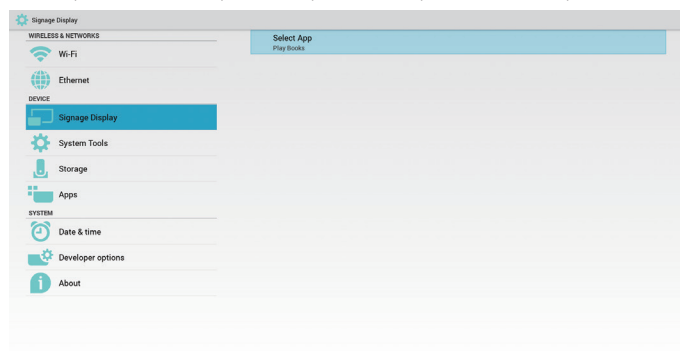 Signage Display
WIRELESS & NETWORKS
Wi-Fi
Ethernet
DEVICE
Signage Display
System Tools
Storage
Apps
SYSTEM
Date & time
Developer options
About
Select App
Play Books